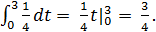 ∫₀³ 1/4 dt = 1/4 t|₀³ = 3/4.